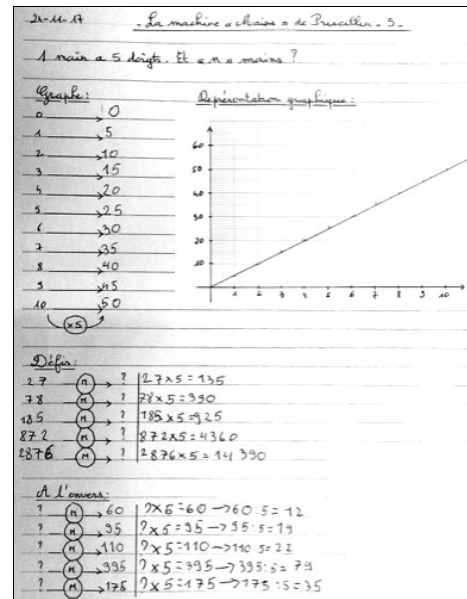 24-11-17 - La machine « Mains » de Priscillia - S -
1 main a 5 doigts. Et « n » mains ?
Graphe :
0 → 0
1 → 5
2 → 10
3 → 15
4 → 20
5 → 25
6 → 30
7 → 35
8 → 40
9 → 45
10 → 50
×5
Représentation graphique :
60
50
40
30
20
10
1 2 3 4 5 6 7 8 9 10
Défis :
27 (M) → ? | 27×5=135
78 (M) → ? | 78×5=390
185 (M) → ? | 185×5=925
872 (M) → ? | 872×5=4360
2876 (M) → ? | 2876×5=14 390
A l'envers :
? (M) → 60 | ?×5=60 → 60:5=12
? (M) → 95 | ?×5=95 → 95:5=19
? (M) → 110 | ?×5=110 → 110:5=22
? (M) → 395 | ?×5=395 → 395:5=79
? (M) → 175 | ?×5=175 → 175:5=35